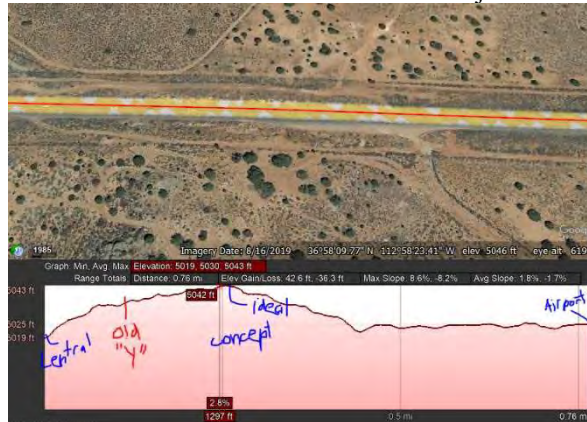 Google
1985
Imagery Date: 8/16/2019 36°58'09.77" N 112°58'23.41" W elev 5046 ft eye alt 619
Graph: Min, Avg, Max Elevation: 5019, 5030, 5043 ft
Range Totals: Distance: 0.76 mi Elev Gain/Loss: 42.6 ft, -36.3 ft Max Slope: 8.6%, -8.2% Avg Slope: 1.8%, -1.7%
5043 ft
5042 ft
ideal
Airport
5025 ft
5019 ft
Central
Old
"Y"
concept
2.8%
1297 ft
0.5 mi
0.76 mi